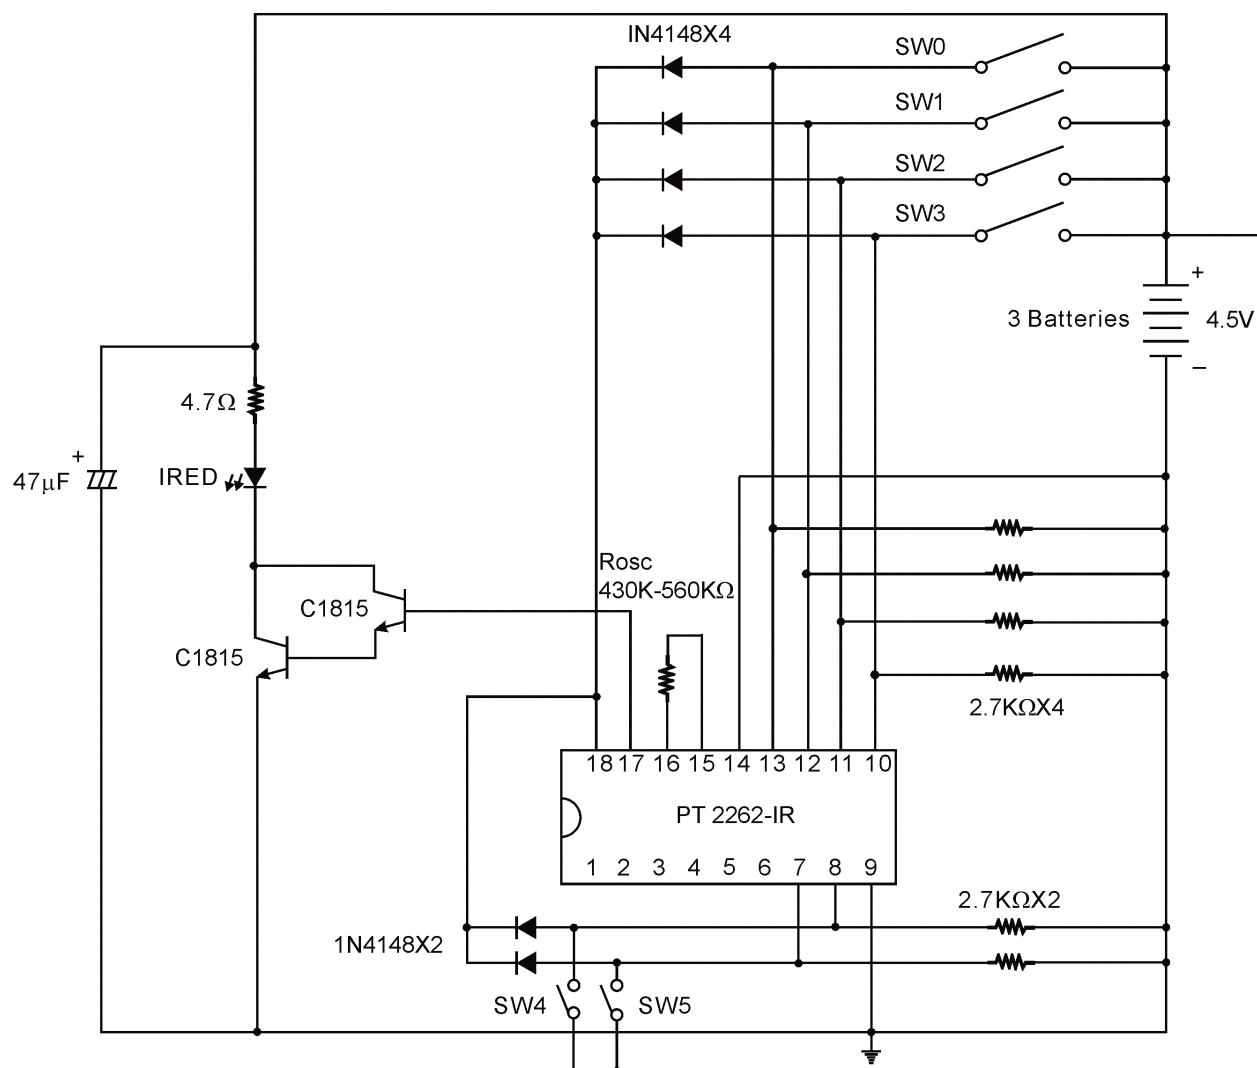 IN4148X4
SW0
SW1
SW2
SW3
+
3 Batteries
4.5V
−
4.7Ω
+
47μF
IRED
Rosc
430K-560KΩ
C1815
C1815
2.7KΩX4
18 17 16 15 14 13 12 11 10
PT 2262-IR
1 2 3 4 5 6 7 8 9
2.7KΩX2
1N4148X2
SW4
SW5